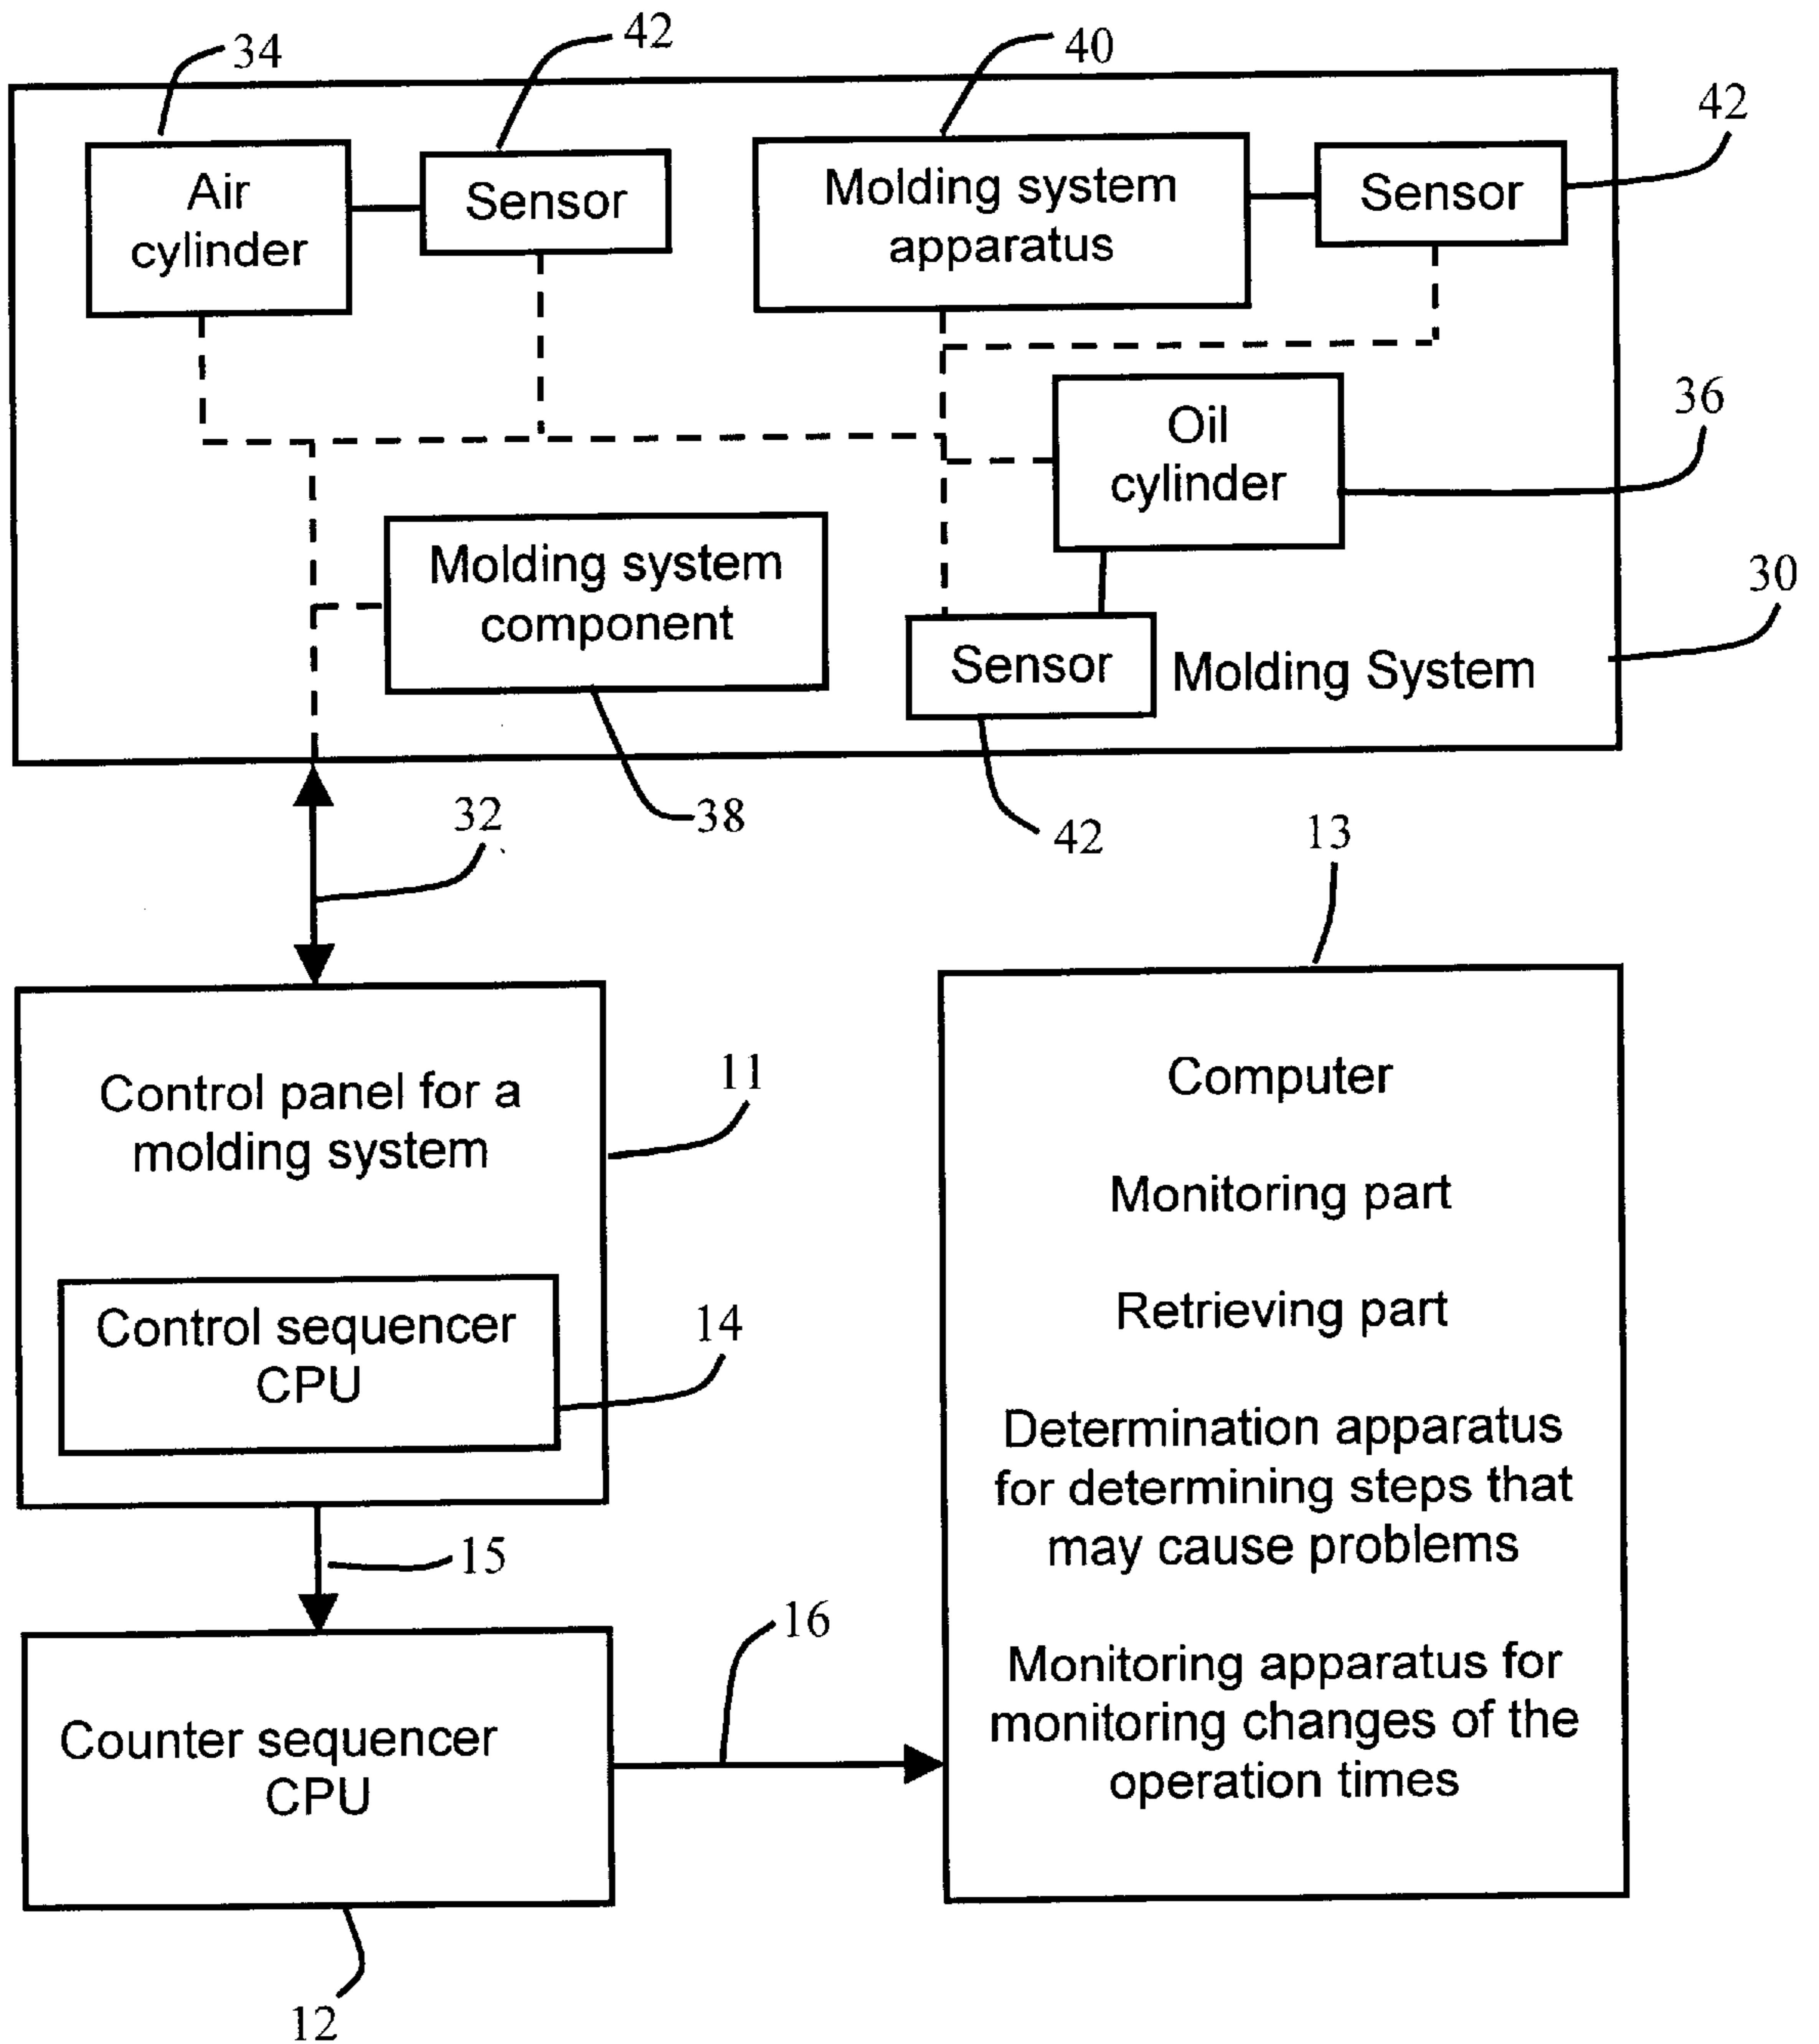 34
42
40
42
Air
cylinder
Sensor
Molding system
apparatus
Sensor
36
Oil
cylinder
Molding system
component
30
Sensor
Molding System
32
38
42
13
Control panel for a
molding system
11
Control sequencer
CPU
14
15
Counter sequencer
CPU
16
12
Computer
Monitoring part
Retrieving part
Determination apparatus
for determining steps that
may cause problems
Monitoring apparatus for
monitoring changes of the
operation times